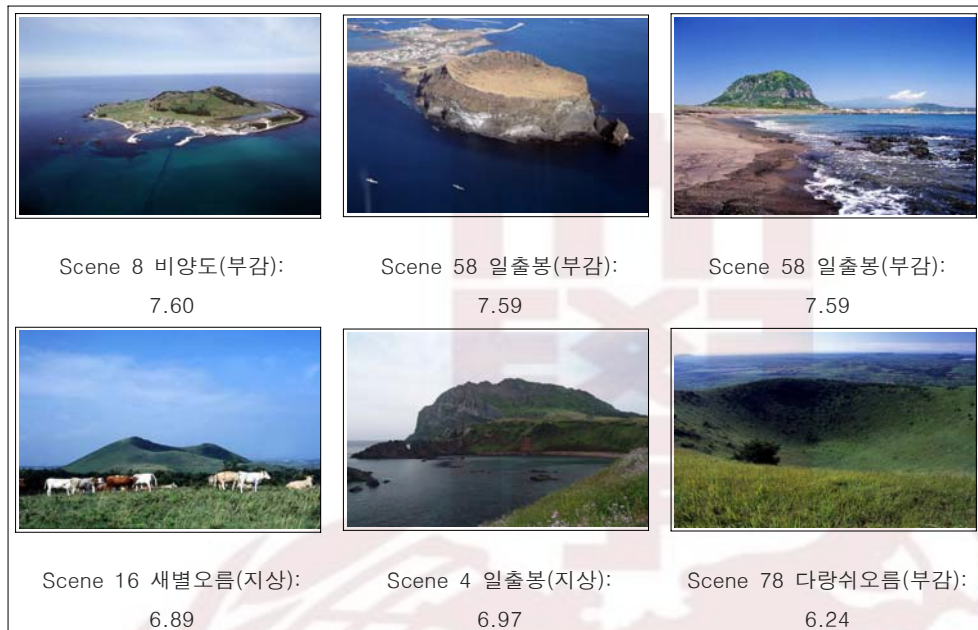 Scene 8 비양도(부감):
7.60
Scene 58 일출봉(부감):
7.59
Scene 58 일출봉(부감):
7.59
Scene 16 새별오름(지상):
6.89
Scene 4 일출봉(지상):
6.97
Scene 78 다랑쉬오름(부감):
6.24